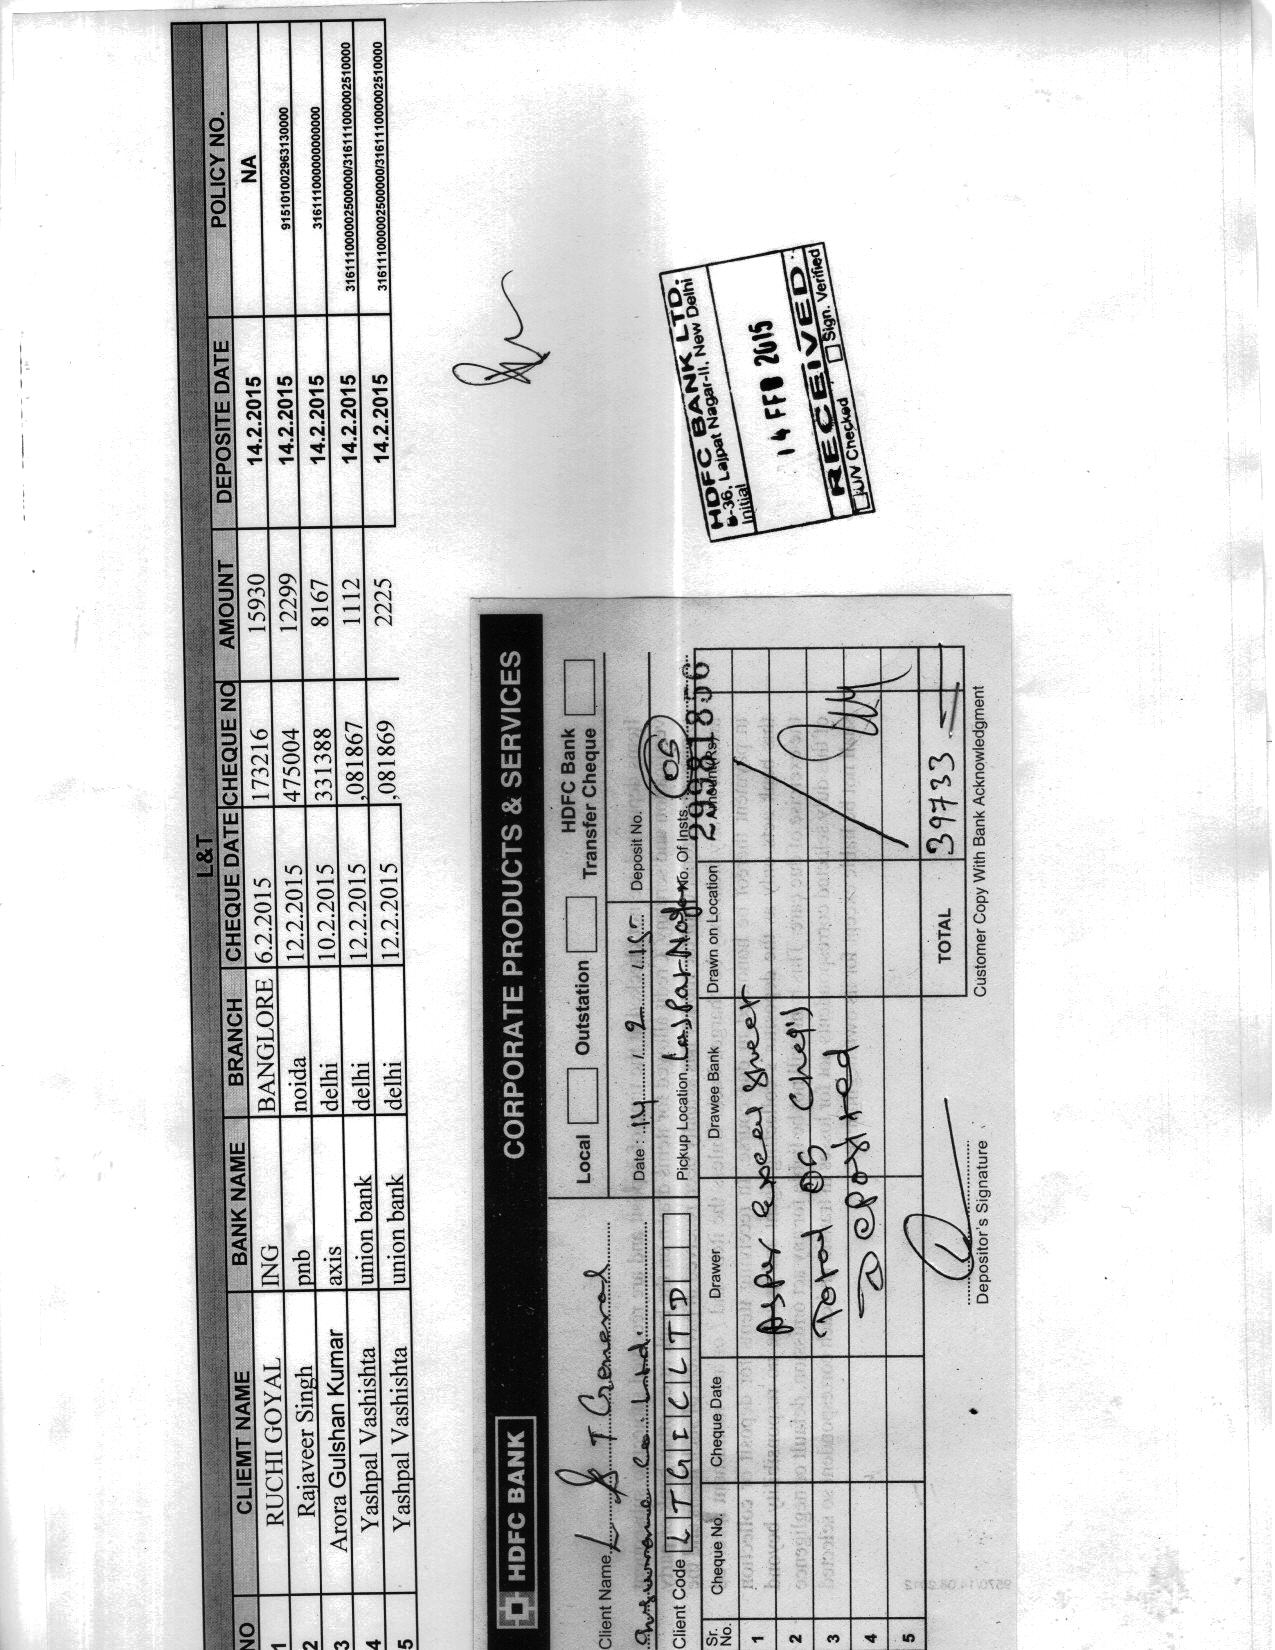 L&T
NO CLIEMT NAME BANK NAME BRANCH CHEQUE DATE CHEQUE NO AMOUNT DEPOSITE DATE POLICY NO.
1 RUCHI GOYAL ING BANGLORE 6.2.2015 173216 15930 14.2.2015 NA
2 Rajaveer Singh pnb noida 12.2.2015 475004 12299 14.2.2015 915101002963130000
3 Arora Gulshan Kumar axis delhi 10.2.2015 331388 8167 14.2.2015
4 Yashpal Vashishta union bank delhi 12.2.2015 ,081867 1112 14.2.2015
5 Yashpal Vashishta union bank delhi 12.2.2015 ,081869 2225 14.2.2015
HDFC BANK CORPORATE PRODUCTS & SERVICES
Client Name L & T General
Insurance Co. Ltd.
Local Outstation HDFC Bank Transfer Cheque
Date : 14 / 2 / 15 Deposit No.
Client Code L T G I C L T D Pickup Location Lajpat Nagar No. Of Insts. 05
29981836
Sr. No. Cheque No. Cheque Date Drawer Drawee Bank Drawn on Location Amount (Rs)
1 As per excel sheet
2 Total 05 Cheq's
3 Deposited
4
5
TOTAL 39733
Depositor's Signature Customer Copy With Bank Acknowledgment
HDFC BANK LTD.
-36, Lajpat Nagar-II, New Delhi
Initial
14 FEB 2015
RECEIVED
U/V Checked Sign. Verified